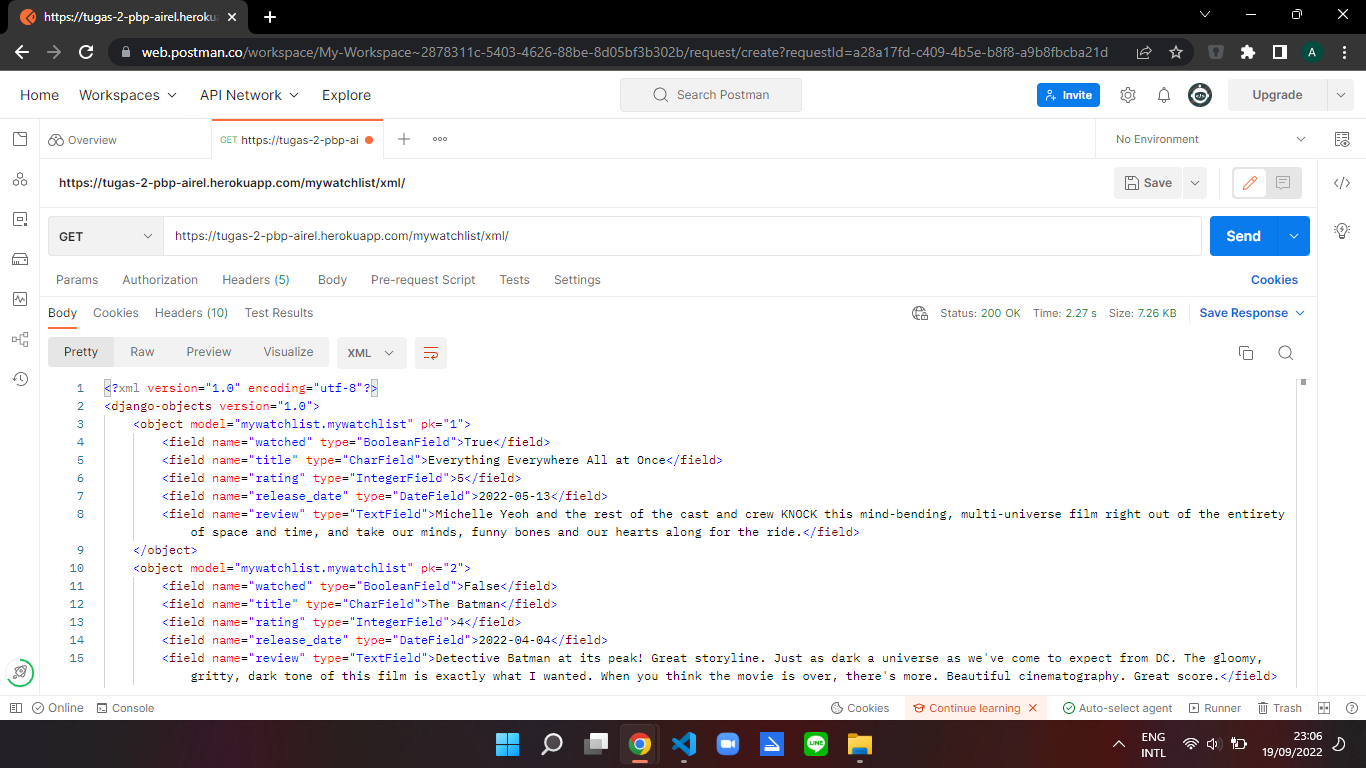 https://tugas-2-pbp-airel.heroku
web.postman.co/workspace/My-Workspace~2878311c-5403-4626-88be-8d05bf3b302b/request/create?requestId=a28a17fd-c409-4b5e-b8f8-a9b8fbcba21d
A
Home Workspaces API Network Explore Search Postman Invite Upgrade
Overview GET https://tugas-2-pbp-ai No Environment
https://tugas-2-pbp-airel.herokuapp.com/mywatchlist/xml/ Save
GET https://tugas-2-pbp-airel.herokuapp.com/mywatchlist/xml/ Send
Params Authorization Headers (5) Body Pre-request Script Tests Settings Cookies
Body Cookies Headers (10) Test Results Status: 200 OK Time: 2.27 s Size: 7.26 KB Save Response
Pretty Raw Preview Visualize XML
1 <?xml version="1.0" encoding="utf-8"?>
2 <django-objects version="1.0">
3 <object model="mywatchlist.mywatchlist" pk="1">
4 <field name="watched" type="BooleanField">True</field>
5 <field name="title" type="CharField">Everything Everywhere All at Once</field>
6 <field name="rating" type="IntegerField">5</field>
7 <field name="release_date" type="DateField">2022-05-13</field>
8 <field name="review" type="TextField">Michelle Yeoh and the rest of the cast and crew KNOCK this mind-bending, multi-universe film right out of the entirety
of space and time, and take our minds, funny bones and our hearts along for the ride.</field>
9 </object>
10 <object model="mywatchlist.mywatchlist" pk="2">
11 <field name="watched" type="BooleanField">False</field>
12 <field name="title" type="CharField">The Batman</field>
13 <field name="rating" type="IntegerField">4</field>
14 <field name="release_date" type="DateField">2022-04-04</field>
15 <field name="review" type="TextField">Detective Batman at its peak! Great storyline. Just as dark a universe as we've come to expect from DC. The gloomy,
gritty, dark tone of this film is exactly what I wanted. When you think the movie is over, there's more. Beautiful cinematography. Great score.</field>
Online Console Cookies Continue learning Auto-select agent Runner Trash
LINE
ENG 23:06
INTL 19/09/2022